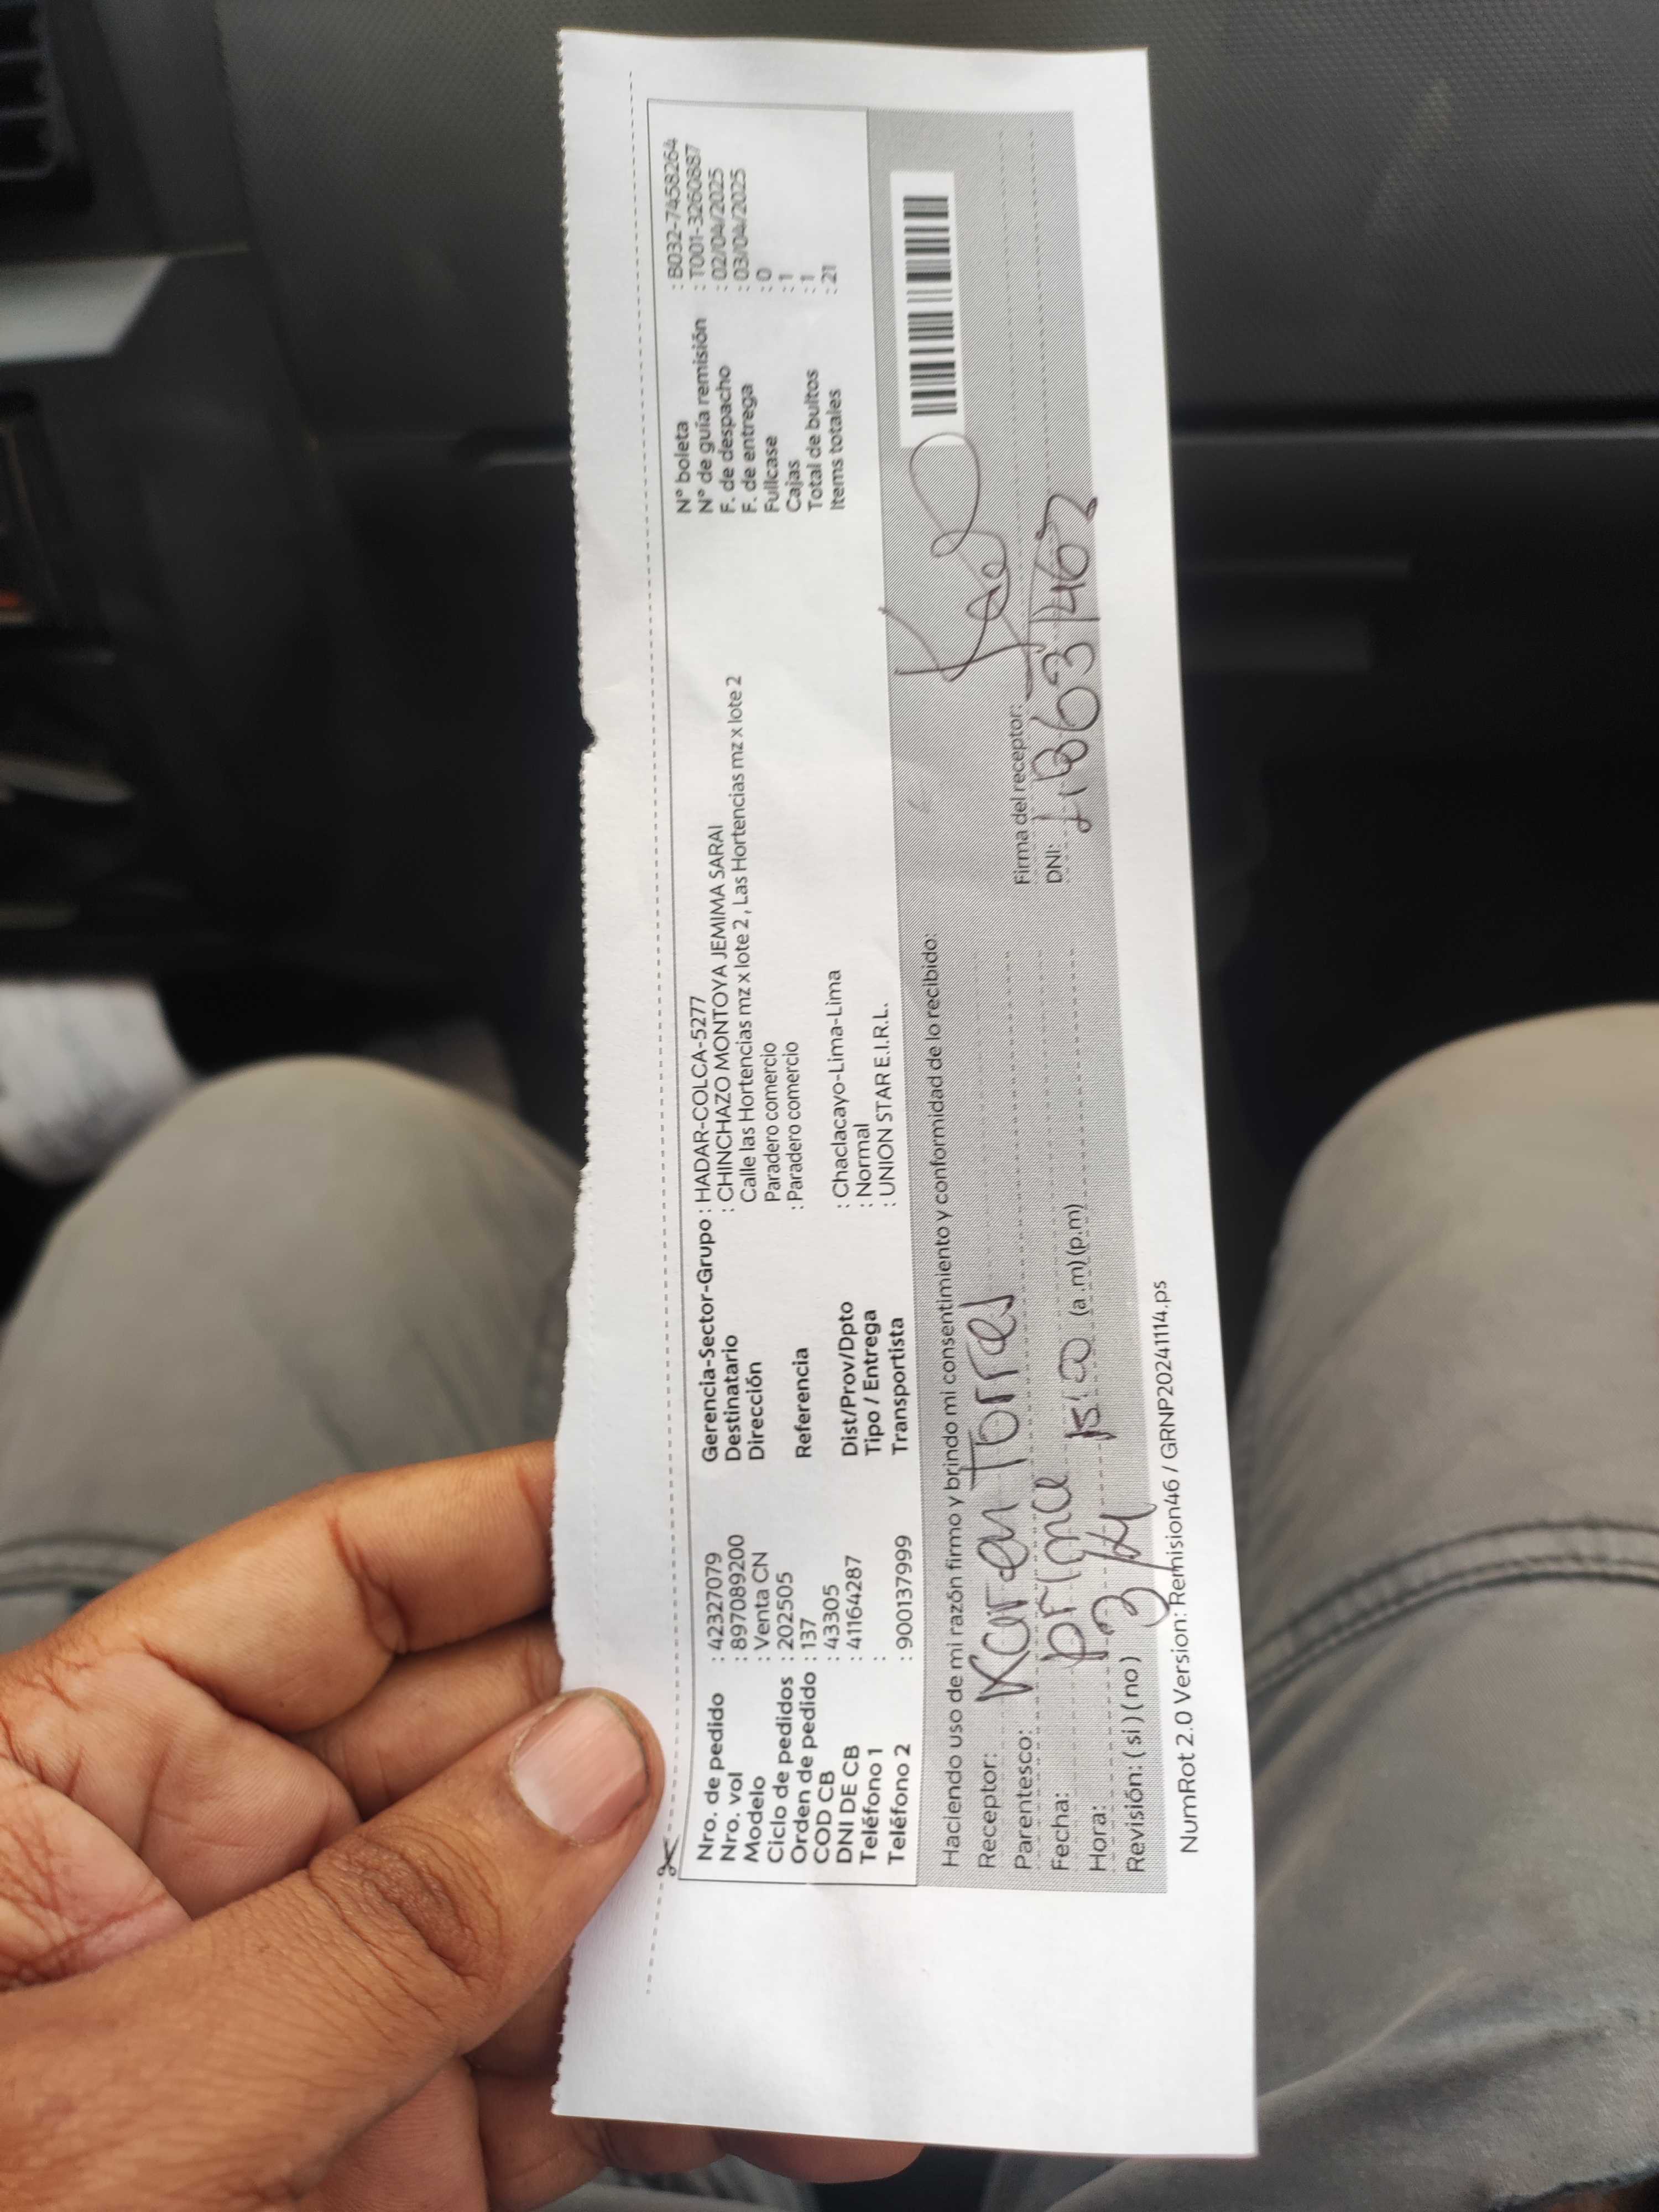 Nro. de pedido : 42327079
Nro. vol : 897089200
Modelo : Venta CN
Ciclo de pedidos : 202505
Orden de pedido : 137
COD CB : 43305
DNI DE CB : 41164287
Teléfono 1 :
Teléfono 2 : 900137999
Gerencia-Sector-Grupo : HADAR-COLCA-5277
Destinatario : CHINCHAZO MONTOYA JEMIMA SARAI
Dirección Calle las Hortencias mz x lote 2 , Las Hortencias mz x lote 2
Paradero comercio
Referencia : Paradero comercio
Dist/Prov/Dpto : Chaclacayo-Lima-Lima
Tipo / Entrega : Normal
Transportista : UNION STAR E.I.R.L.
N° boleta : B032-7458264
N° de guía remisión : T001-3260887
F. de despacho : 02/04/2025
F. de entrega : 03/04/2025
Fullcase : 0
Cajas : 1
Total de bultos : 1
Items totales : 21
Haciendo uso de mi razón firmo y brindo mi consentimiento y conformidad de lo recibido:
Receptor: Karen Torres
Parentesco: prima
Fecha: 3/4
Hora: 15:00 (a.m)(p.m)
Revisión: ( si ) ( no )
Firma del receptor:
DNI:
NumRot 2.0 Version: Remision46 / GRNP20241114.ps